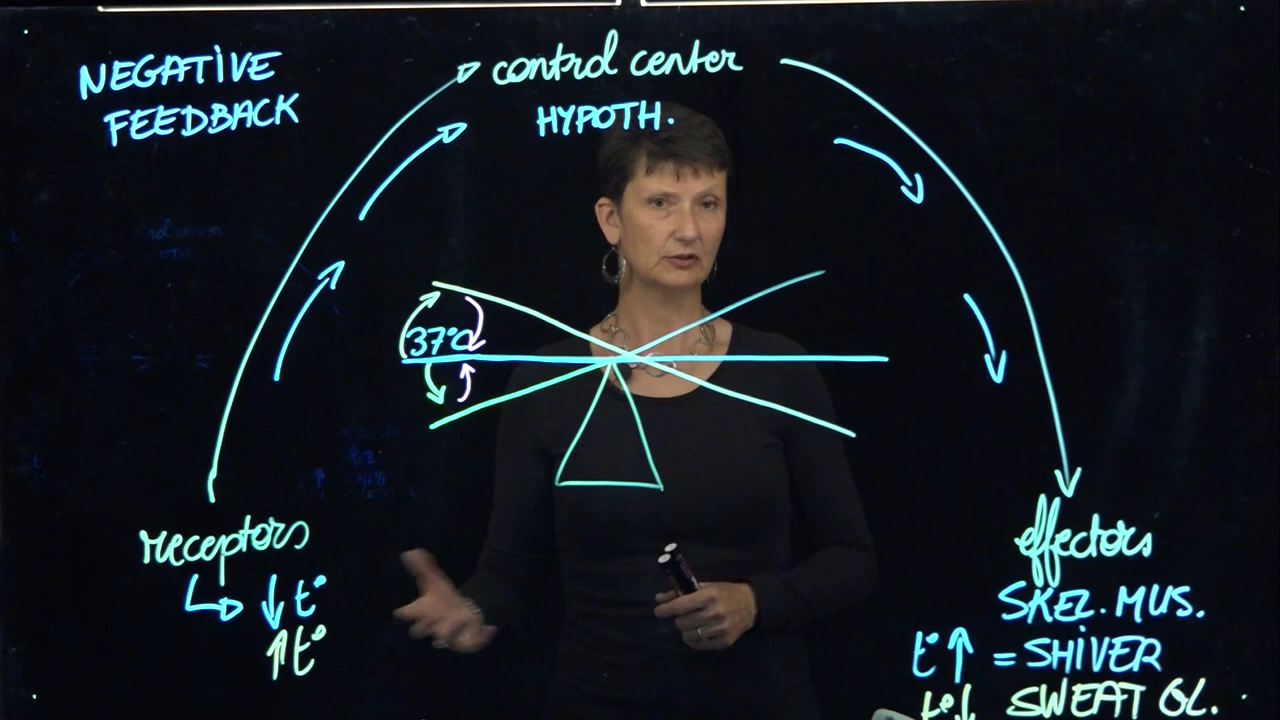 NEGATIVE
FEEDBACK
control center
HYPOTH.
37°C
receptors
↓ t°
↑ t°
effectors
SKEL. MUS.
t° ↑ = SHIVER
t° ↓ SWEAT GL.